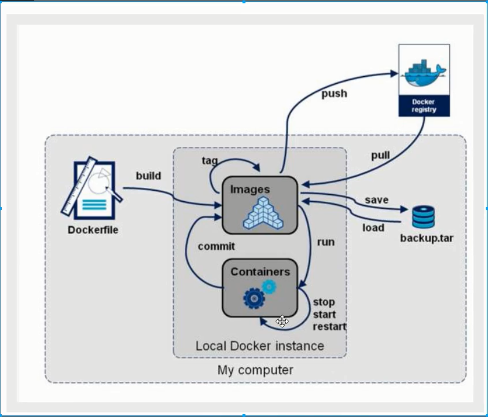 Docker
registry
push
pull
tag
build
Images
save
load
Dockerfile
backup.tar
commit
run
Containers
stop
start
restart
Local Docker instance
My computer